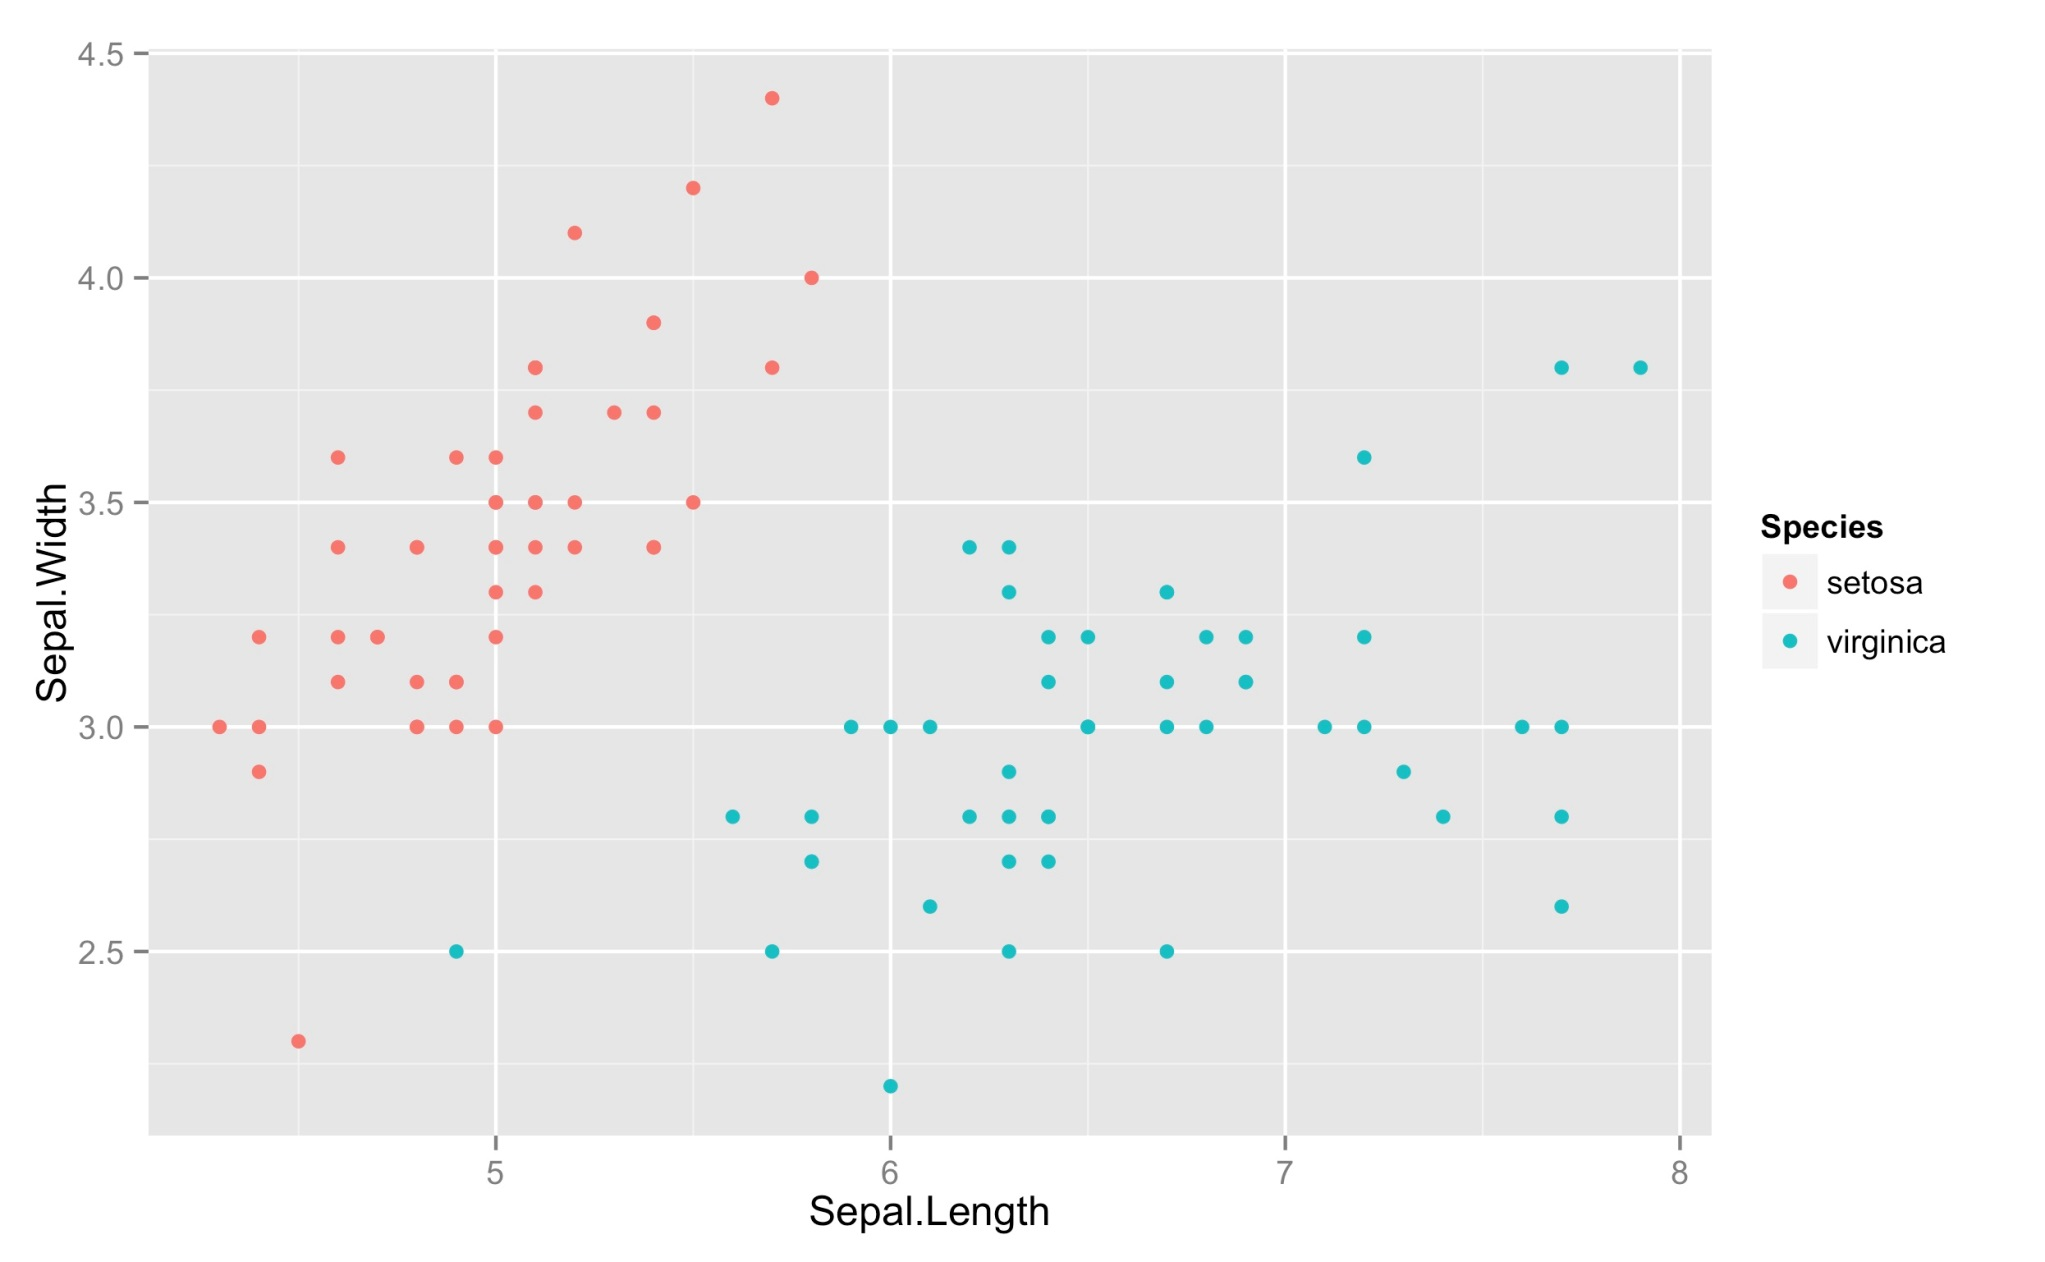 4.5
4.0
3.5
3.0
2.5
Sepal.Width
5 6 7 8
Sepal.Length
Species
setosa
virginica